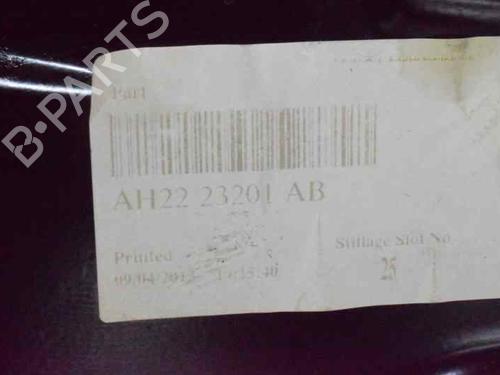 B-PARTS
Part
AH22 23201 AB
Printed
Stillage Slot No
25